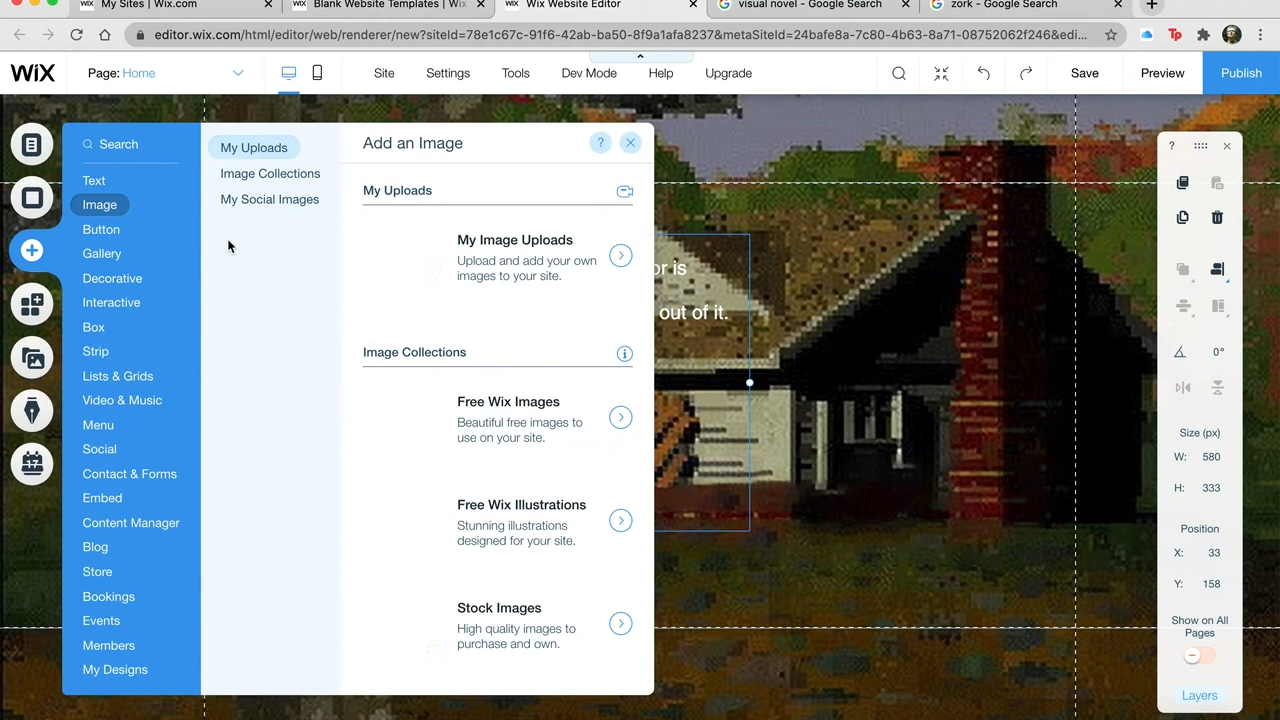 My Sites | Wix.com
Blank Website Templates | Wix
Wix Website Editor
visual novel - Google Search
zork - Google Search
editor.wix.com/html/editor/web/renderer/new?siteId=78e1c67c-91f6-42ab-ba50-8f9a1afa8237&metaSiteId=24bafe8a-7c80-4b63-8a71-08752062f246&edi...
WiX
Page: Home
Site
Settings
Tools
Dev Mode
Help
Upgrade
Save
Preview
Publish
Search
Text
Image
Button
Gallery
Decorative
Interactive
Box
Strip
Lists & Grids
Video & Music
Menu
Social
Contact & Forms
Embed
Content Manager
Blog
Store
Bookings
Events
Members
My Designs
My Uploads
Image Collections
My Social Images
Add an Image
?
My Uploads
My Image Uploads
Upload and add your own
images to your site.
Image Collections
Free Wix Images
Beautiful free images to
use on your site.
Free Wix Illustrations
Stunning illustrations
designed for your site.
Stock Images
High quality images to
purchase and own.
or is
out of it.
?
0°
Size (px)
W: 580
H: 333
Position
X: 33
Y: 158
Show on All
Pages
Layers
17